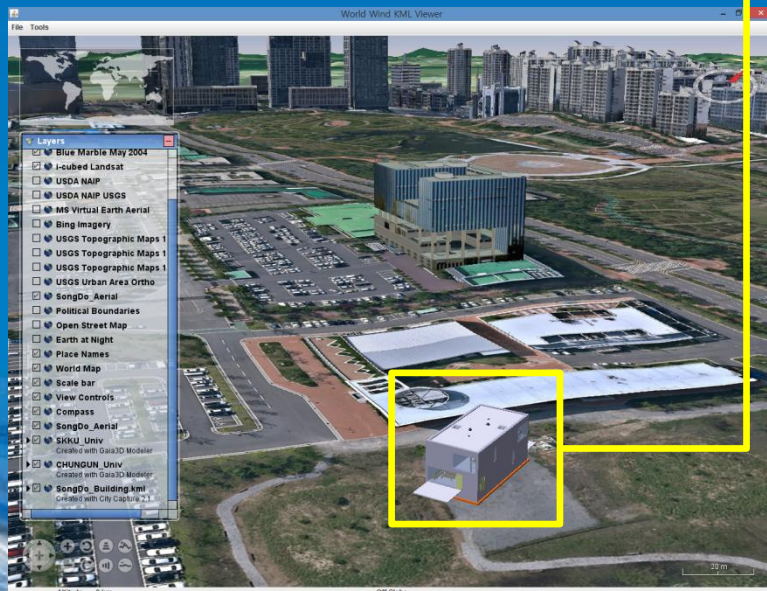 World Wind KML Viewer
File Tools
Layers
Blue Marble May 2004
i-cubed Landsat
USDA NAIP
USDA NAIP USGS
MS Virtual Earth Aerial
Bing Imagery
USGS Topographic Maps 1
USGS Topographic Maps 1
USGS Topographic Maps 1
USGS Urban Area Ortho
SongDo_Aerial
Political Boundaries
Open Street Map
Earth at Night
Place Names
World Map
Scale bar
View Controls
Compass
SongDo_Aerial
SKKU_Univ
Created with Gaia3D Modeler
CHUNGUN_Univ
Created with Gaia3D Modeler
SongDo_Building.kml
Created with City Capture 2.1
20 m